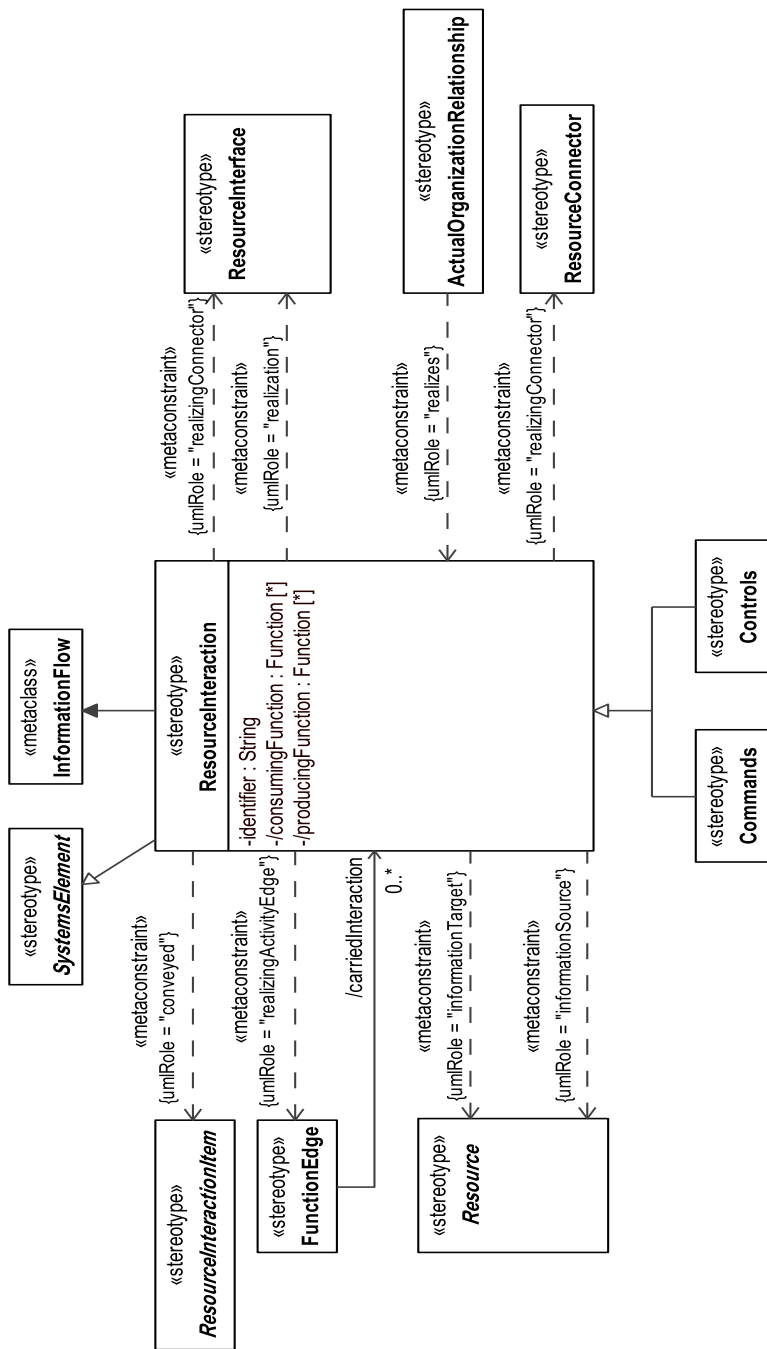 «stereotype»
SystemsElement
«metaclass»
InformationFlow
«stereotype»
ResourceInteractionItem
«metaconstraint»
{umlRole = "conveyed"}
«stereotype»
FunctionEdge
«metaconstraint»
{umlRole = "realizingActivityEdge"}
/carriedInteraction
0..*
«stereotype»
Resource
«metaconstraint»
{umlRole = "informationTarget"}
«metaconstraint»
{umlRole = "informationSource"}
«stereotype»
ResourceInteraction
-identifier : String
-/consumingFunction : Function [*]
-/producingFunction : Function [*]
«metaconstraint»
{umlRole = "realizingConnector"}
«metaconstraint»
{umlRole = "realization"}
«stereotype»
ResourceInterface
«metaconstraint»
{umlRole = "realizes"}
«stereotype»
ActualOrganizationRelationship
«metaconstraint»
{umlRole = "realizingConnector"}
«stereotype»
ResourceConnector
«stereotype»
Commands
«stereotype»
Controls